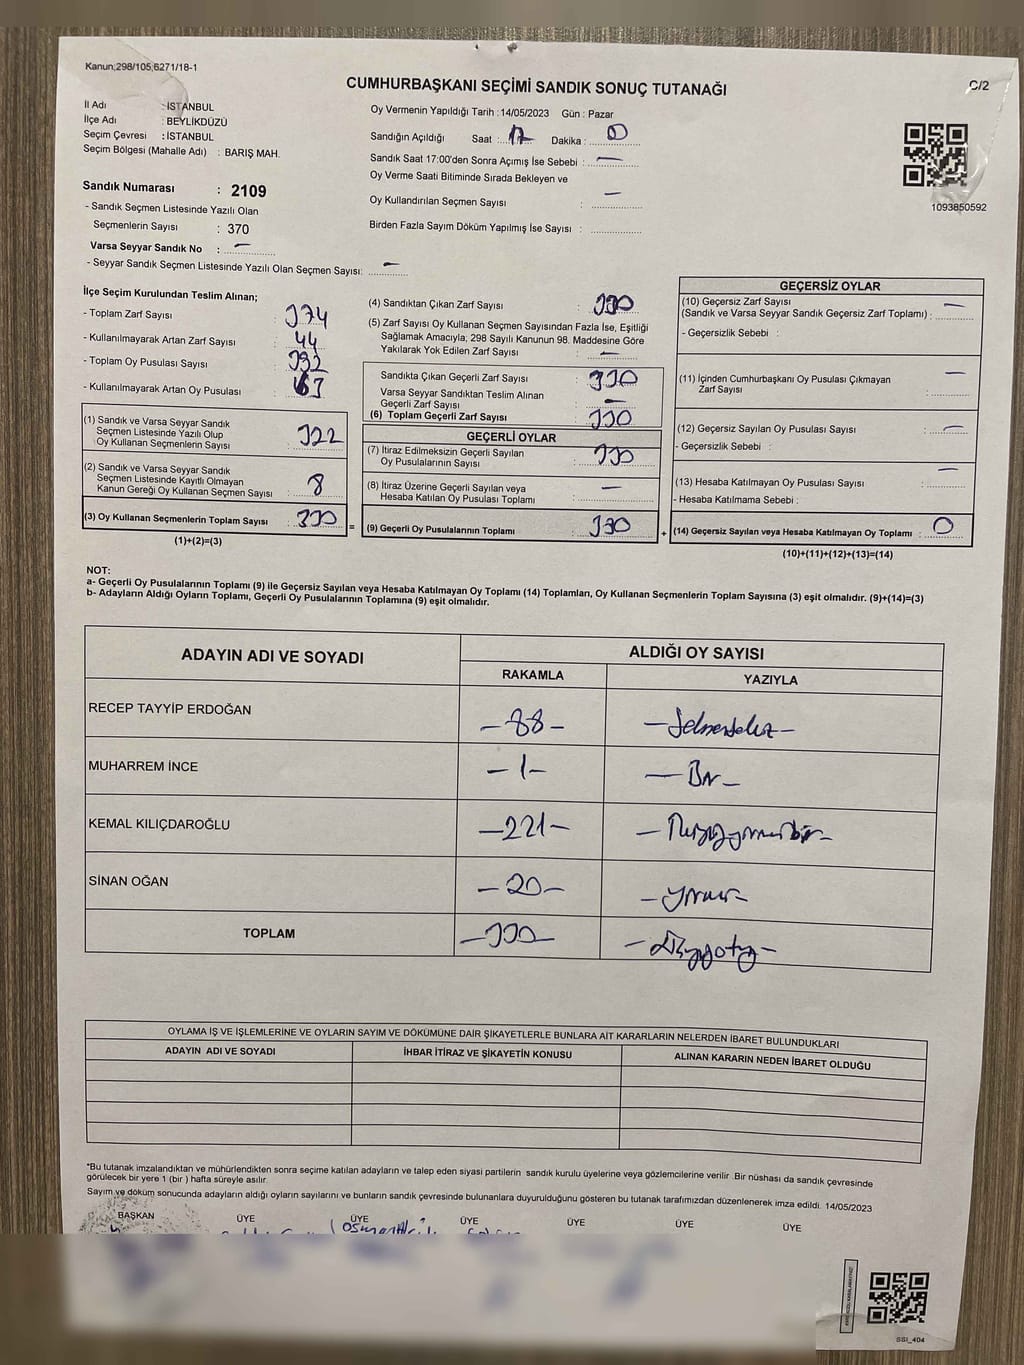 Kanun;298/105;6271/18-1
CUMHURBAŞKANI SEÇİMİ SANDIK SONUÇ TUTANAĞI
C/2
İl Adı : İSTANBUL
İlçe Adı : BEYLİKDÜZÜ
Seçim Çevresi : İSTANBUL
Seçim Bölgesi (Mahalle Adı) : BARIŞ MAH.
Sandık Numarası : 2109
- Sandık Seçmen Listesinde Yazılı Olan
Seçmenlerin Sayısı : 370
Varsa Seyyar Sandık No : —
- Seyyar Sandık Seçmen Listesinde Yazılı Olan Seçmen Sayısı: —
Oy Vermenin Yapıldığı Tarih : 14/05/2023 Gün : Pazar
Sandığın Açıldığı Saat : 17 Dakika : 0
Sandık Saat 17:00'den Sonra Açımış İse Sebebi : —
Oy Verme Saati Bitiminde Sırada Bekleyen ve
Oy Kullandırılan Seçmen Sayısı : —
Birden Fazla Sayım Döküm Yapılmış İse Sayısı :
1093850592
İlçe Seçim Kurulundan Teslim Alınan;
- Toplam Zarf Sayısı : 374
- Kullanılmayarak Artan Zarf Sayısı : 44
- Toplam Oy Pusulası Sayısı : 392
- Kullanılmayarak Artan Oy Pusulası
(1) Sandık ve Varsa Seyyar Sandık
Seçmen Listesinde Yazılı Olup
Oy Kullanan Seçmenlerin Sayısı : 322
(2) Sandık ve Varsa Seyyar Sandık
Seçmen Listesinde Kayıtlı Olmayan
Kanun Gereği Oy Kullanan Seçmen Sayısı : 8
(3) Oy Kullanan Seçmenlerin Toplam Sayısı : 330
(1)+(2)=(3)
=
(4) Sandıktan Çıkan Zarf Sayısı : 330
(5) Zarf Sayısı Oy Kullanan Seçmen Sayısından Fazla İse, Eşitliği
Sağlamak Amacıyla; 298 Sayılı Kanunun 98. Maddesine Göre
Yakılarak Yok Edilen Zarf Sayısı : —
Sandıkta Çıkan Geçerli Zarf Sayısı : 330
Varsa Seyyar Sandıktan Teslim Alınan
Geçerli Zarf Sayısı : —
(6) Toplam Geçerli Zarf Sayısı : 330
GEÇERLİ OYLAR
(7) İtiraz Edilmeksizin Geçerli Sayılan
Oy Pusulalarının Sayısı : 330
(8) İtiraz Üzerine Geçerli Sayılan veya
Hesaba Katılan Oy Pusulası Toplamı : —
(9) Geçerli Oy Pusulalarının Toplamı : 330
+
GEÇERSİZ OYLAR
(10) Geçersiz Zarf Sayısı
(Sandık ve Varsa Seyyar Sandık Geçersiz Zarf Toplamı) : —
- Geçersizlik Sebebi :
(11) İçinden Cumhurbaşkanı Oy Pusulası Çıkmayan
Zarf Sayısı : —
(12) Geçersiz Sayılan Oy Pusulası Sayısı : —
- Geçersizlik Sebebi :
(13) Hesaba Katılmayan Oy Pusulası Sayısı : —
- Hesaba Katılmama Sebebi :
(14) Geçersiz Sayılan veya Hesaba Katılmayan Oy Toplamı : 0
(10)+(11)+(12)+(13)=(14)
NOT:
a- Geçerli Oy Pusulalarının Toplamı (9) ile Geçersiz Sayılan veya Hesaba Katılmayan Oy Toplamı (14) Toplamları, Oy Kullanan Seçmenlerin Toplam Sayısına (3) eşit olmalıdır. (9)+(14)=(3)
b- Adayların Aldığı Oyların Toplamı, Geçerli Oy Pusulalarının Toplamına (9) eşit olmalıdır.
ADAYIN ADI VE SOYADI ALDIĞI OY SAYISI
RAKAMLA YAZIYLA
RECEP TAYYİP ERDOĞAN –88– –Seksensekiz–
MUHARREM İNCE –1– –Bir–
KEMAL KILIÇDAROĞLU –221– –İkiyüzyirmibir–
SİNAN OĞAN –20– –Yirmi–
TOPLAM –330– –Üçyüzotuz–
OYLAMA İŞ VE İŞLEMLERİNE VE OYLARIN SAYIM VE DÖKÜMÜNE DAİR ŞİKAYETLERLE BUNLARA AİT KARARLARIN NELERDEN İBARET BULUNDUKLARI
ADAYIN ADI VE SOYADI İHBAR İTİRAZ VE ŞİKAYETİN KONUSU ALINAN KARARIN NEDEN İBARET OLDUĞU
*Bu tutanak imzalandıktan ve mühürlendikten sonra seçime katılan adayların ve talep eden siyasi partilerin sandık kurulu üyelerine veya gözlemcilerine verilir .Bir nüshası da sandık çevresinde
görülecek bir yere 1 (bir ) hafta süreyle asılır.
Sayım ve döküm sonucunda adayların aldığı oyların sayılarını ve bunların sandık çevresinde bulunanlara duyurulduğunu gösteren bu tutanak tarafımızdan düzenlenerek imza edildi. 14/05/2023
BAŞKAN ÜYE ÜYE ÜYE ÜYE ÜYE ÜYE
SSI_404